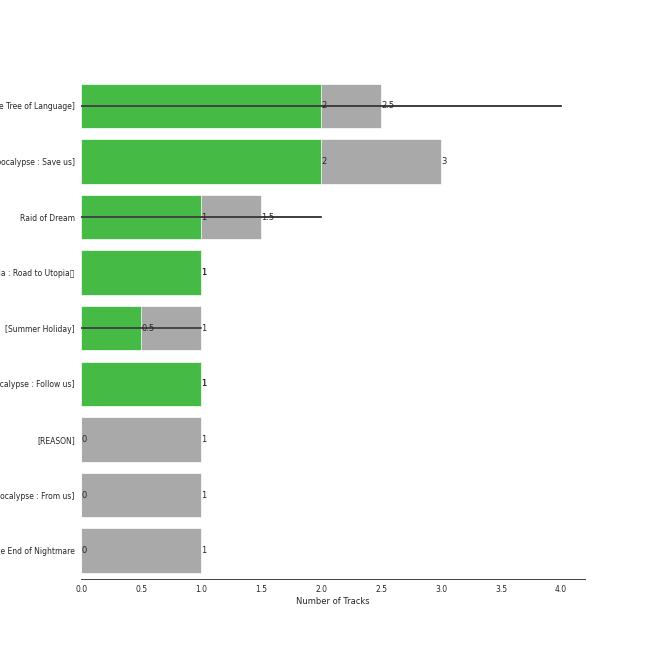 e Tree of Language]
2
2.5
ocalypse : Save us]
2
3
Raid of Dream
1
1.5
ia : Road to Utopia▯
1
[Summer Holiday]
0.5
1
calypse : Follow us]
1
[REASON]
0
1
ocalypse : From us]
0
1
e End of Nightmare
0
1
0.0 0.5 1.0 1.5 2.0 2.5 3.0 3.5 4.0
Number of Tracks